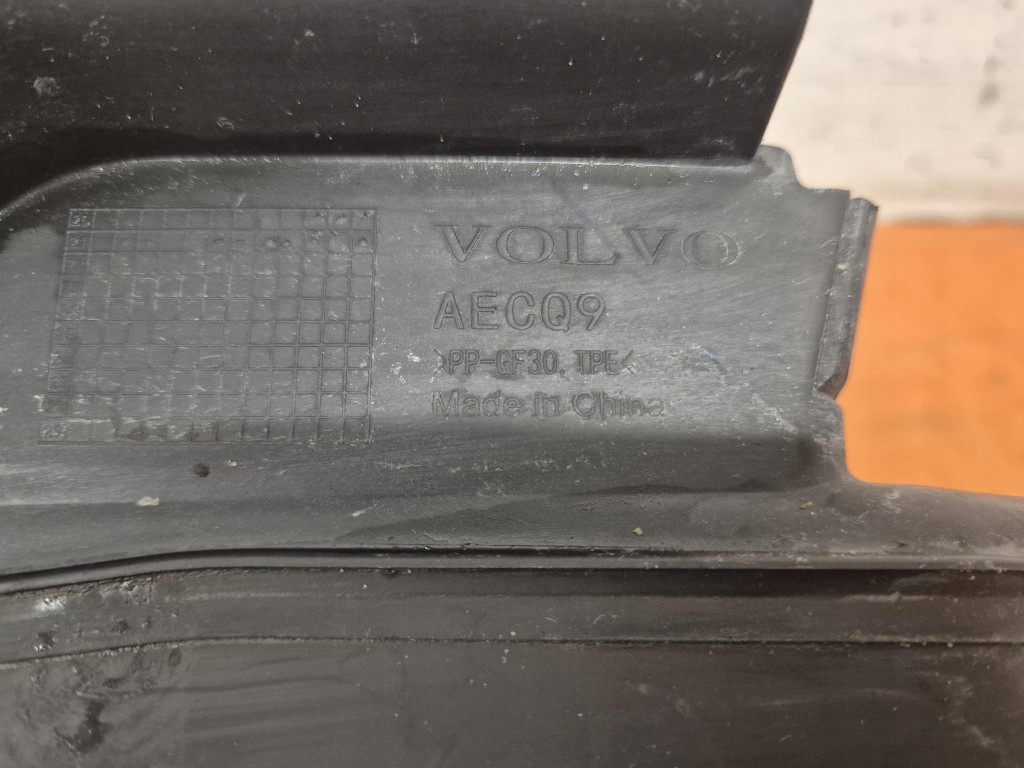 VOLVO
AECQ9
>PP-GF30, TPE<
Made in China